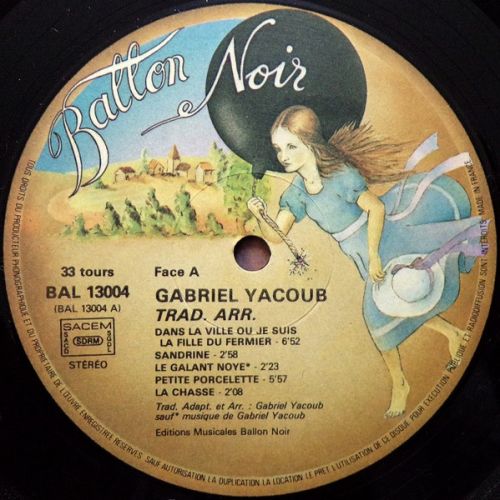 Ballon Noir
33 tours
Face A
BAL 13004
(BAL 13004 A)
GABRIEL YACOUB
TRAD. ARR.
SACEM
SACD
SDRM
SGDL
STÉRÉO
DANS LA VILLE OU JE SUIS
LA FILLE DU FERMIER - 6'52
SANDRINE - 2'58
LE GALANT NOYE* - 2'23
PETITE PORCELETTE - 5'57
LA CHASSE - 2'08
Trad. Adapt. et Arr. : Gabriel Yacoub
sauf* musique de Gabriel Yacoub
Editions Musicales Ballon Noir
TOUS DROITS DU PRODUCTEUR PHONOGRAPHIQUE ET DU PROPRIETAIRE DE L'OEUVRE ENREGISTREE RESERVES. SAUF AUTORISATION LA DUPLICATION LA LOCATION LE PRET L'UTILISATION DE CE DISQUE POUR EXECUTION PUBLIQUE ET RADIODIFFUSION SONT INTERDITS MADE IN FRANCE